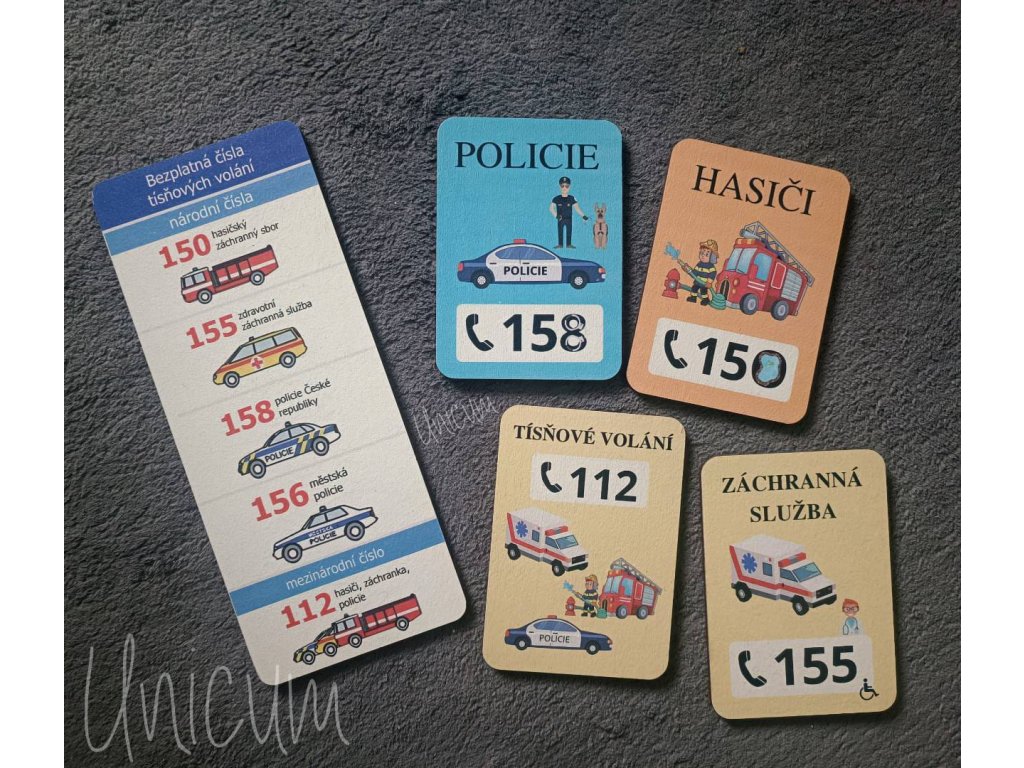 Bezplatná čísla
tísňových volání
národní čísla
150 hasičský
záchranný sbor
155 zdravotní
záchranná služba
158 policie České
republiky
POLICIE
156 městská
policie
MĚSTSKÁ
POLICIE
mezinárodní číslo
112 hasiči, záchranka,
policie
POLICIE
POLICIE
158
HASIČI
150
TÍSŇOVÉ VOLÁNÍ
112
POLICIE
ZÁCHRANNÁ
SLUŽBA
155
Unicum
Unicum